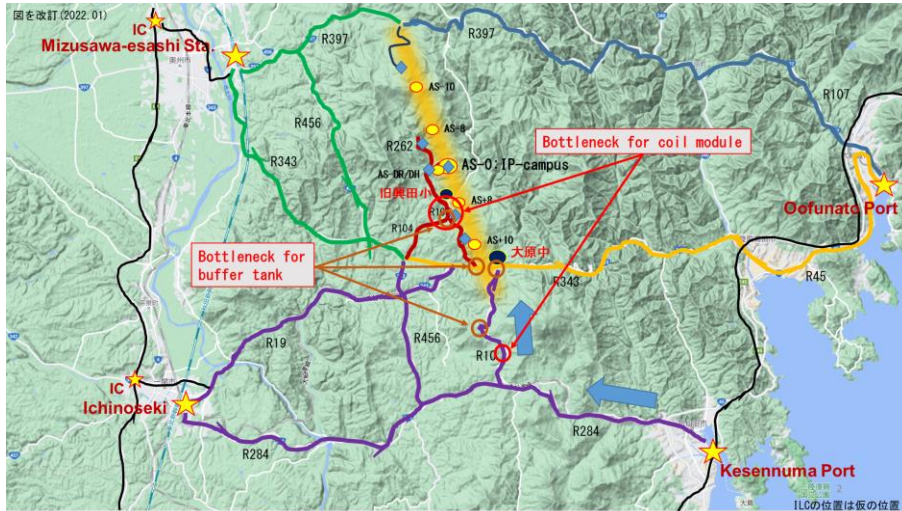 図を改訂(2022.01)
IC
Mizusawa-esashi Sta.
R397
R397
R107
AS-10
R456
AS-8
R262
Bottleneck for coil module
R343
AS-0:IP-campus
AS-DR/DH
旧興田小
AS+8
Oofunato Port
R104
Bottleneck for
buffer tank
AS+10
大原中
R343
R45
R19
R456
R10
IC
Ichinoseki
R284
R284
Kesennuma Port
2
ILCの位置は仮の位置